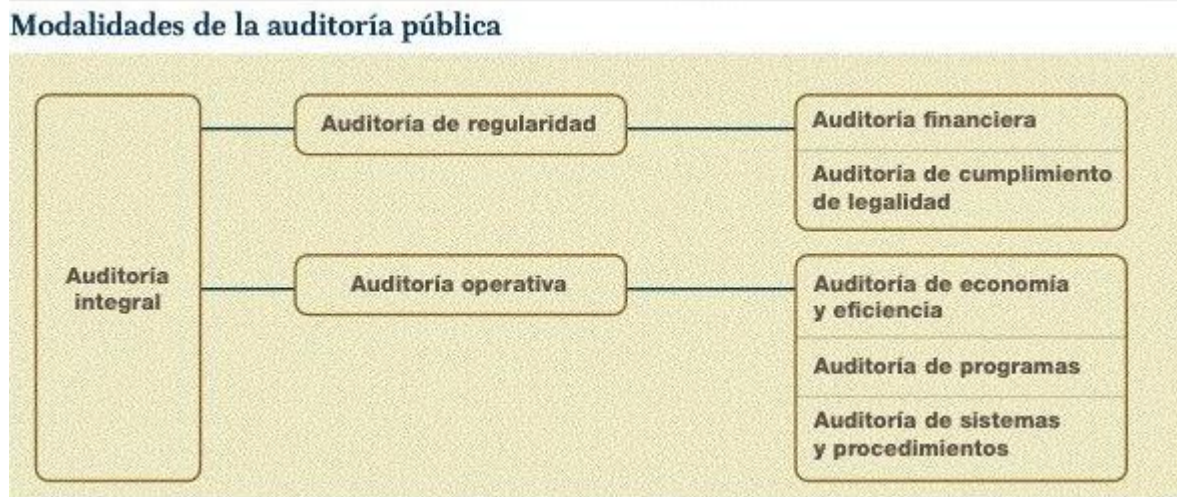 Modalidades de la auditoría pública
Auditoría
integral
Auditoría de regularidad
Auditoría financiera
Auditoría de cumplimiento
de legalidad
Auditoría operativa
Auditoría de economía
y eficiencia
Auditoría de programas
Auditoría de sistemas
y procedimientos